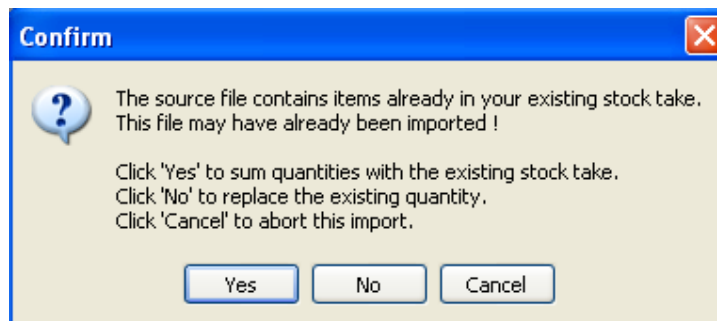 Confirm
The source file contains items already in your existing stock take.
This file may have already been imported !
Click 'Yes' to sum quantities with the existing stock take.
Click 'No' to replace the existing quantity.
Click 'Cancel' to abort this import.
Yes No Cancel